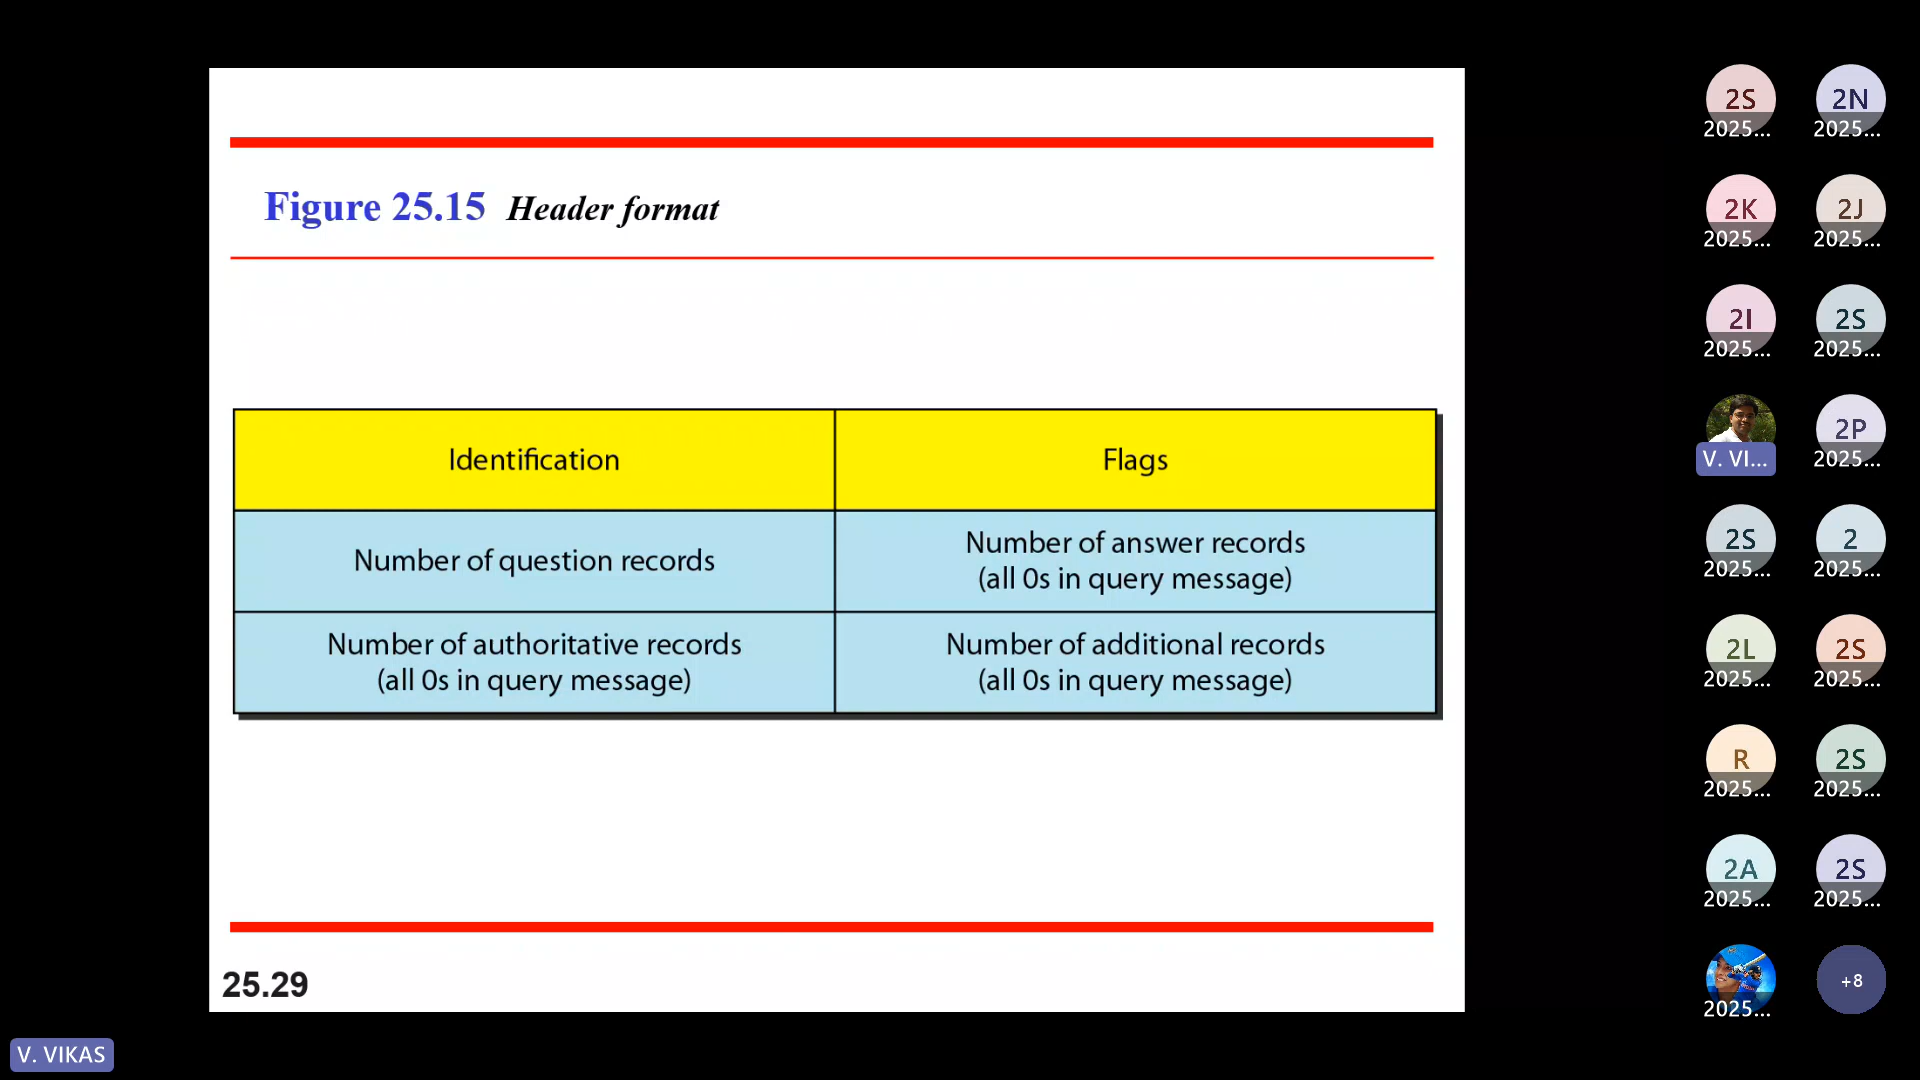 Figure 25.15 Header format
Identification
Flags
Number of question records
Number of answer records
(all 0s in query message)
Number of authoritative records
(all 0s in query message)
Number of additional records
(all 0s in query message)
25.29
V. VIKAS
2S
2025...
2N
2025...
2K
2025...
2J
2025...
2I
2025...
2S
2025...
V. VI...
2P
2025...
2S
2025...
2
2025...
2L
2025...
2S
2025...
R
2025...
2S
2025...
2A
2025...
2S
2025...
2025...
+8